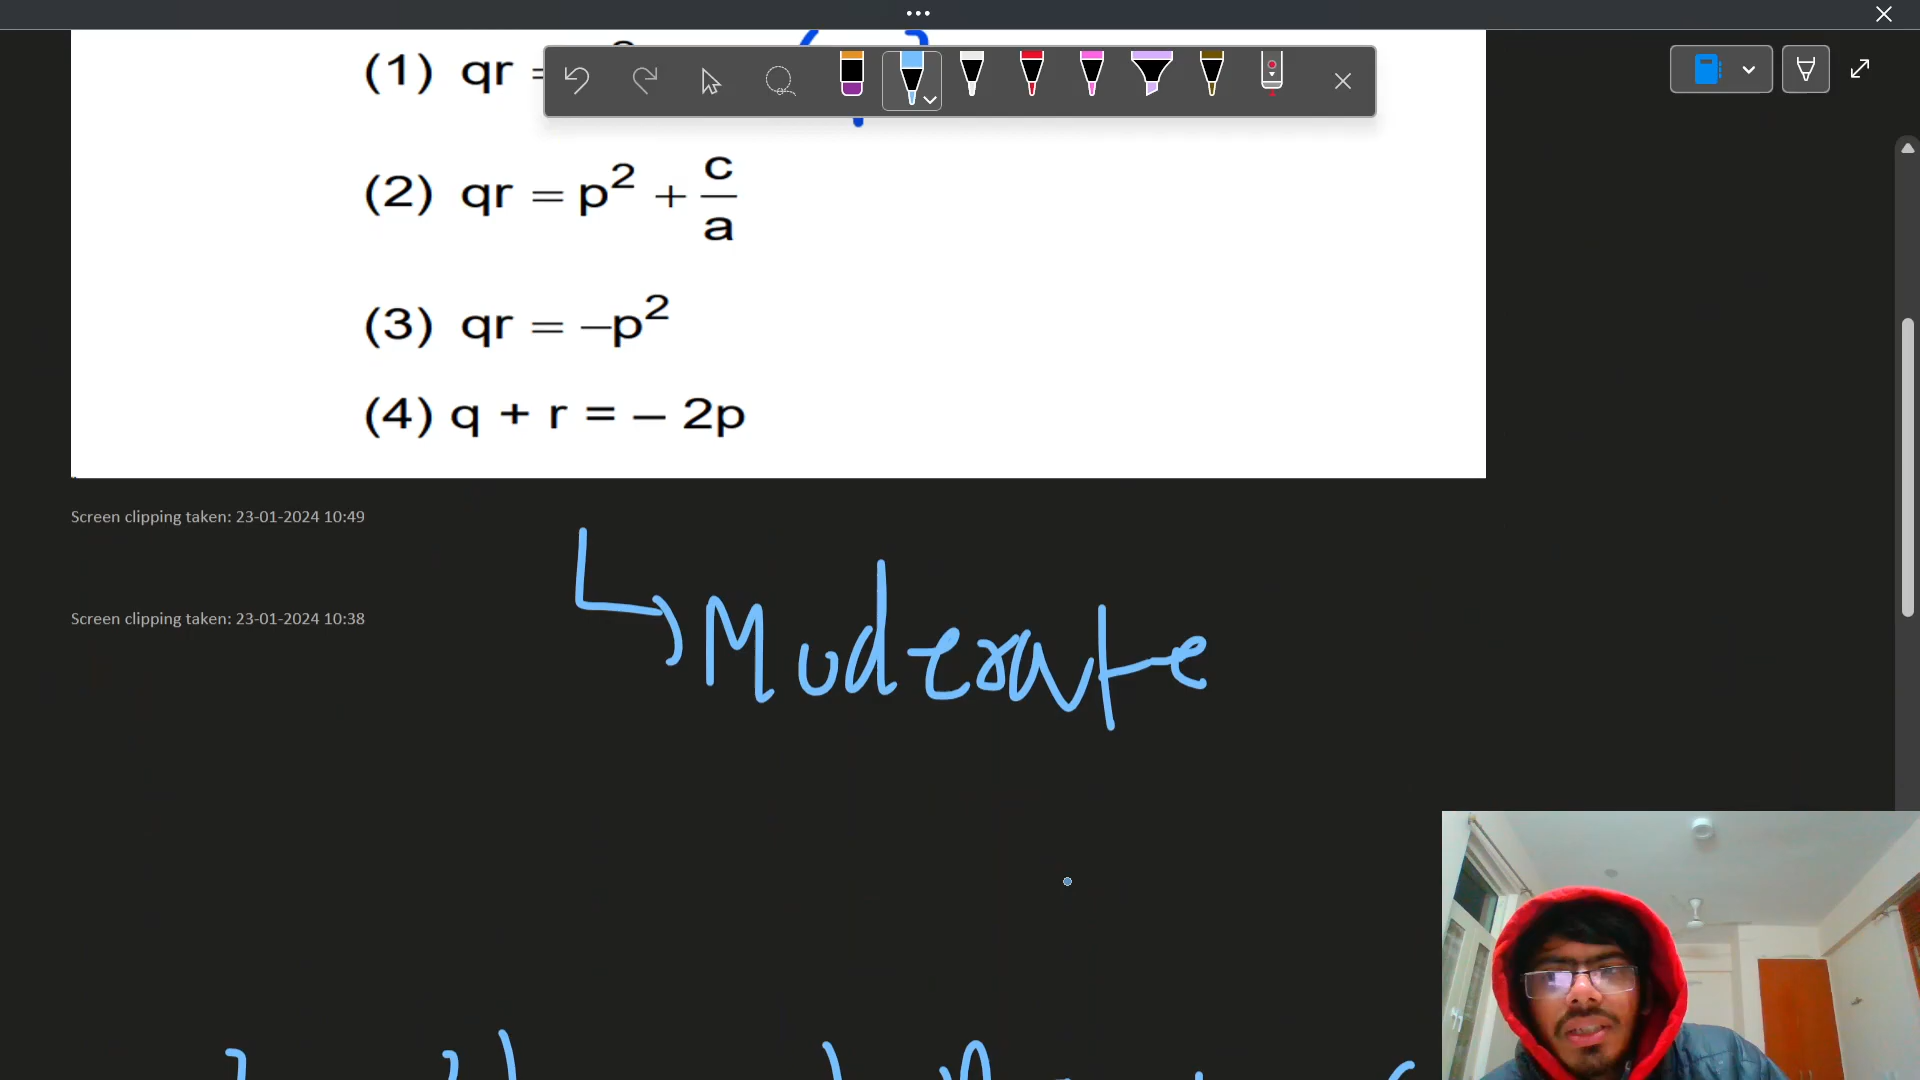 (1) qr =
(2) qr = p² + c/a
(3) qr = –p²
(4) q + r = – 2p
Screen clipping taken: 23-01-2024 10:49
Screen clipping taken: 23-01-2024 10:38
Moderate